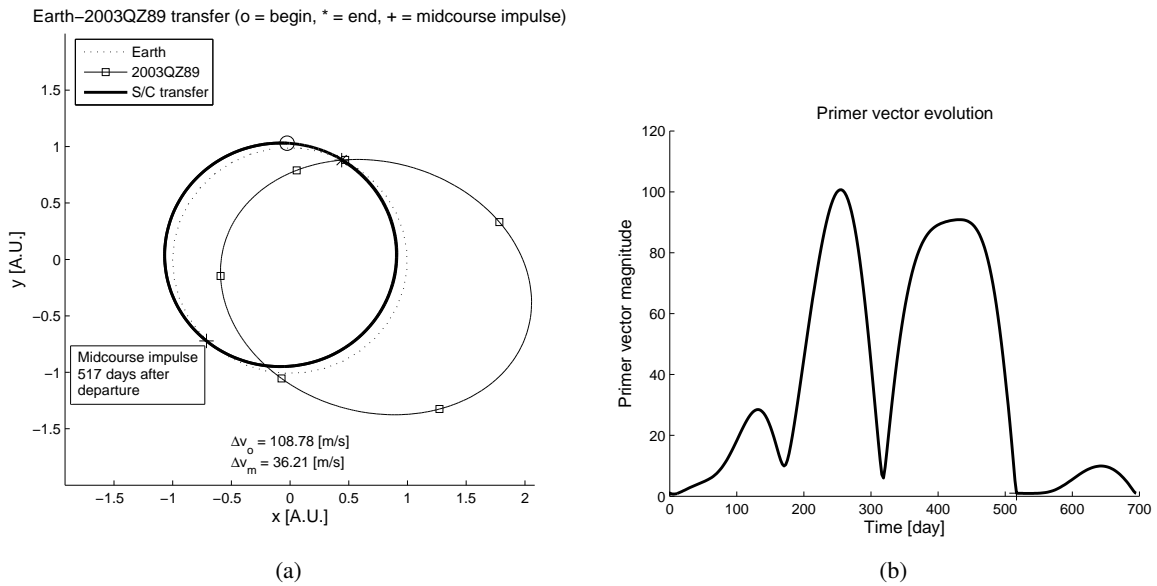 Earth−2003QZ89 transfer (o = begin, * = end, + = midcourse impulse)
Earth
2003QZ89
S/C transfer
1.5
1
0.5
0
−0.5
−1
−1.5
y [A.U.]
Midcourse impulse
517 days after
departure
Δv_o = 108.78 [m/s]
Δv_m = 36.21 [m/s]
−1.5 −1 −0.5 0 0.5 1 1.5 2
x [A.U.]
(a)
Primer vector evolution
120
100
80
60
40
20
0
Primer vector magnitude
0 100 200 300 400 500 600 700
Time [day]
(b)